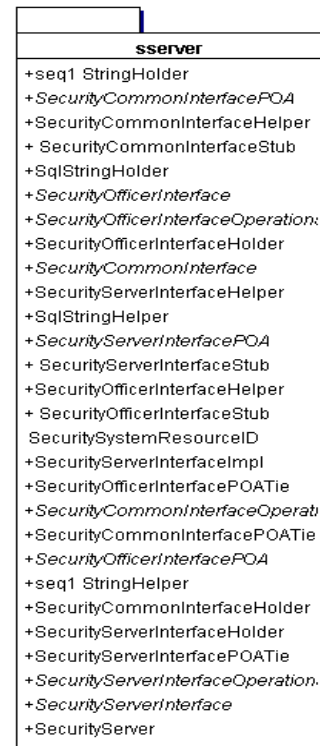 sserver
+seq1 StringHolder
+SecurityCommonInterfacePOA
+SecurityCommonInterfaceHelper
+ SecurityCommonInterfaceStub
+SqlStringHolder
+SecurityOfficerInterface
+SecurityOfficerInterfaceOperations
+SecurityOfficerInterfaceHolder
+SecurityCommonInterface
+SecurityServerInterfaceHelper
+SqlStringHelper
+SecurityServerInterfacePOA
+ SecurityServerInterfaceStub
+SecurityOfficerInterfaceHelper
+ SecurityOfficerInterfaceStub
SecuritySystemResourceID
+SecurityServerInterfaceImpl
+SecurityOfficerInterfacePOATie
+SecurityCommonInterfaceOperati
+SecurityCommonInterfacePOATie
+SecurityOfficerInterfacePOA
+seq1 StringHelper
+SecurityCommonInterfaceHolder
+SecurityServerInterfaceHolder
+SecurityServerInterfacePOATie
+SecurityServerInterfaceOperation
+SecurityServerInterface
+SecurityServer